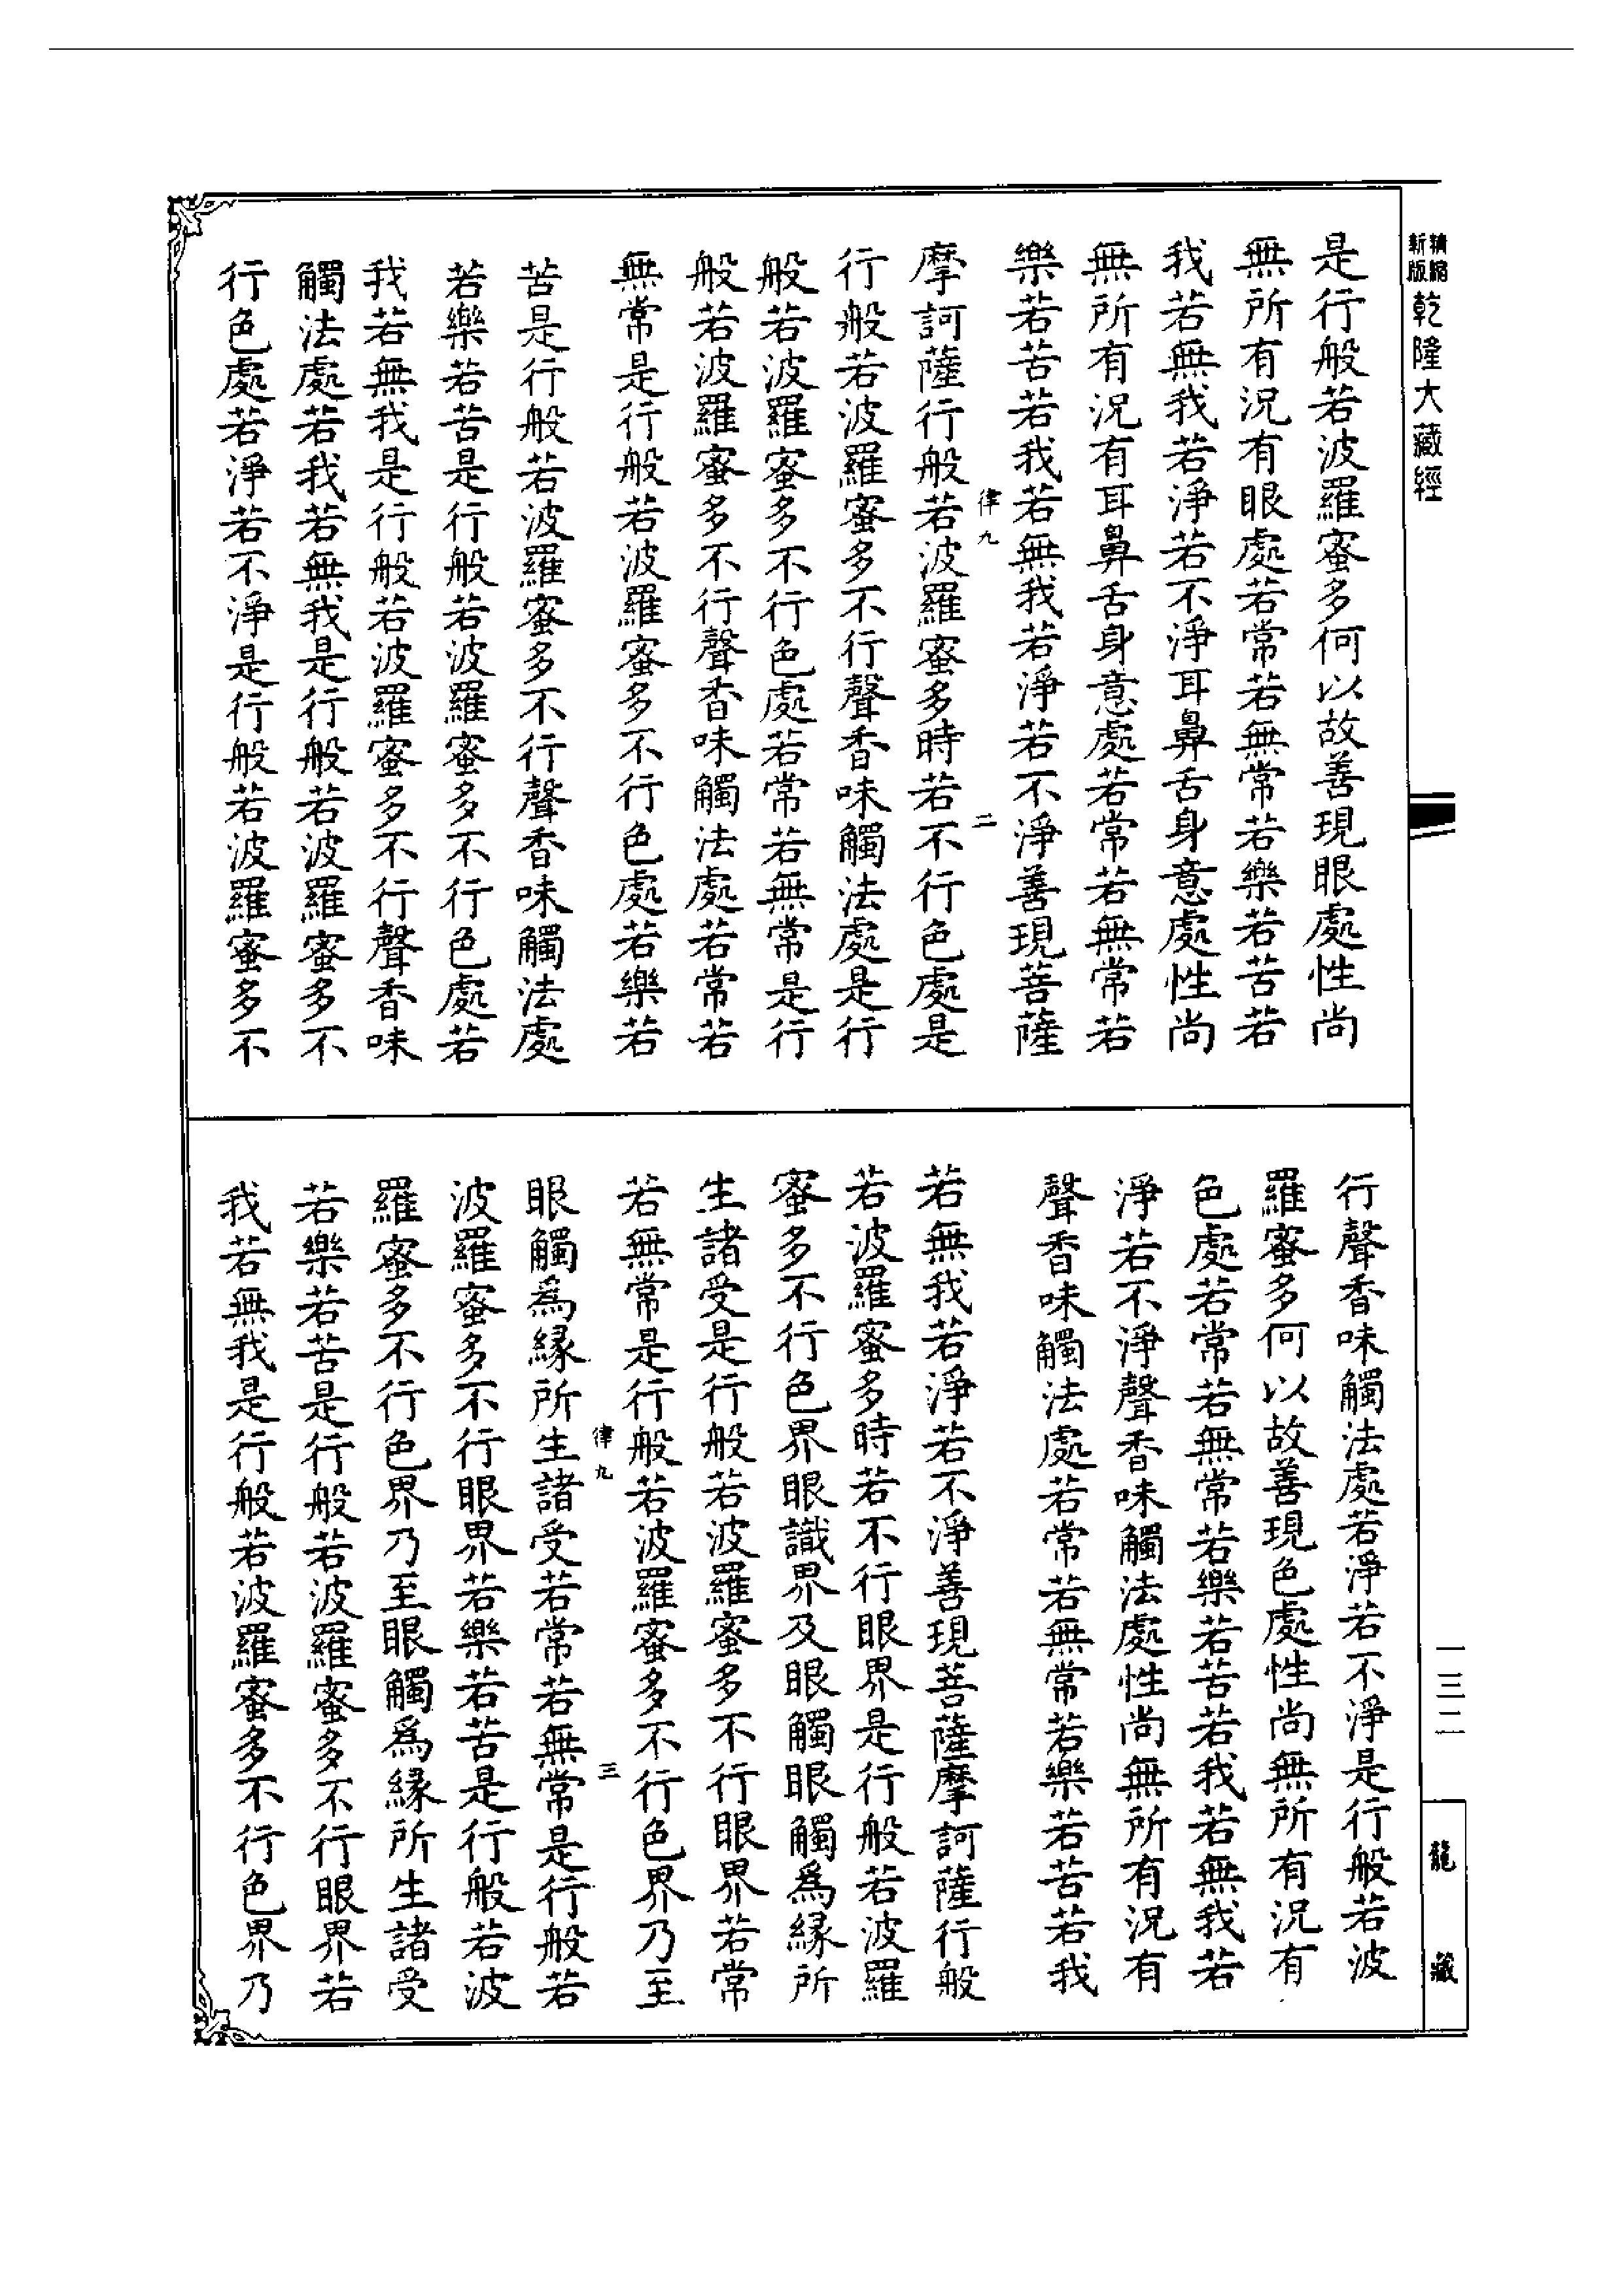 新版精縮乾隆大藏經
是行般若波羅蜜多何以故善現眼處性尚
無所有況有眼處若常若無常若樂若苦若
我若無我若淨若不淨耳鼻舌身意處性尚
無所有況有耳鼻舌身意處若常若無常若
樂若苦若我若無我若淨若不淨善現菩薩
律九 二
摩訶薩行般若波羅蜜多時若不行色處是
行般若波羅蜜多不行聲香味觸法處是行
般若波羅蜜多不行色處若常若無常是行
般若波羅蜜多不行聲香味觸法處若常若
無常是行般若波羅蜜多不行色處若樂若
苦是行般若波羅蜜多不行聲香味觸法處
若樂若苦是行般若波羅蜜多不行色處若
我若無我是行般若波羅蜜多不行聲香味
觸法處若我若無我是行般若波羅蜜多不
行色處若淨若不淨是行般若波羅蜜多不
行聲香味觸法處若淨若不淨是行般若波
羅蜜多何以故善現色處性尚無所有況有
色處若常若無常若樂若苦若我若無我若
淨若不淨聲香味觸法處性尚無所有況有
聲香味觸法處若常若無常若樂若苦若我
若無我若淨若不淨善現菩薩摩訶薩行般
若波羅蜜多時若不行眼界是行般若波羅
蜜多不行色界眼識界及眼觸眼觸為緣所
生諸受是行般若波羅蜜多不行眼界若常
若無常是行般若波羅蜜多不行色界乃至
律九 三
眼觸為緣所生諸受若常若無常是行般若
波羅蜜多不行眼界若樂若苦是行般若波
羅蜜多不行色界乃至眼觸為緣所生諸受
若樂若苦是行般若波羅蜜多不行眼界若
我若無我是行般若波羅蜜多不行色界乃
一三二
龍藏